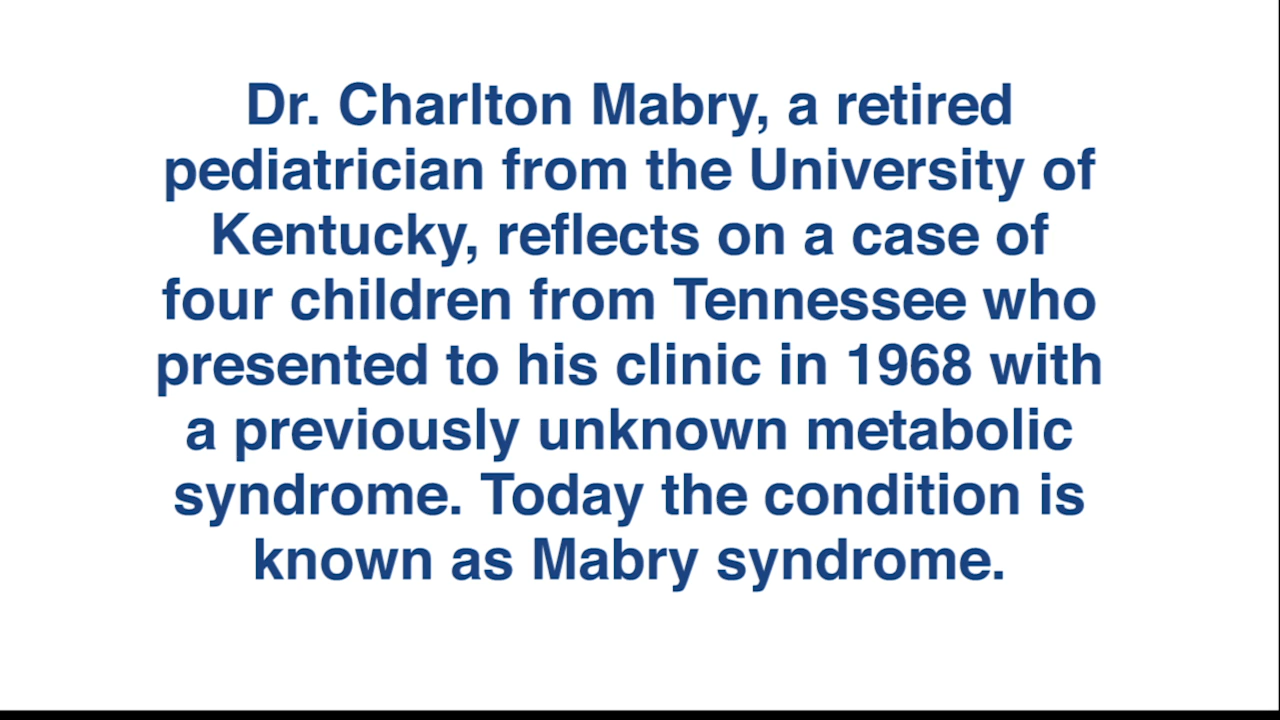 Dr. Charlton Mabry, a retired
pediatrician from the University of
Kentucky, reflects on a case of
four children from Tennessee who
presented to his clinic in 1968 with
a previously unknown metabolic
syndrome. Today the condition is
known as Mabry syndrome.